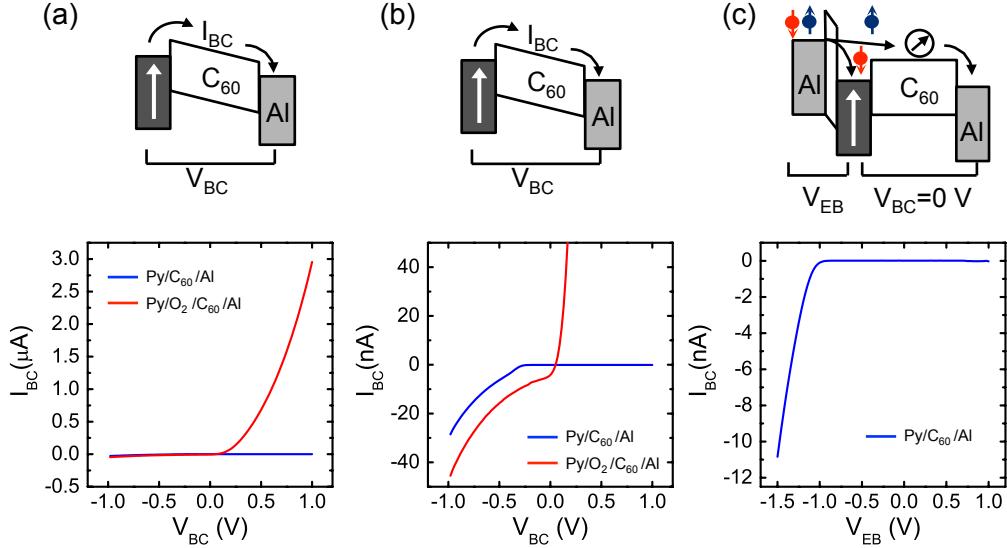 (a)
I_BC
C_60
Al
V_BC
(b)
I_BC
C_60
Al
V_BC
(c)
Al
C_60
Al
V_EB
V_BC=0 V
3.0
2.5
2.0
1.5
1.0
0.5
0.0
-0.5
I_BC(μA)
Py/C_60/Al
Py/O_2/C_60/Al
-1.0 -0.5 0.0 0.5 1.0
V_BC (V)
40
20
0
-20
-40
I_BC(nA)
Py/C_60/Al
Py/O_2/C_60/Al
-1.0 -0.5 0.0 0.5 1.0
V_BC (V)
0
-2
-4
-6
-8
-10
-12
I_BC(nA)
Py/C_60/Al
-1.5 -1.0 -0.5 0.0 0.5 1.0
V_EB (V)